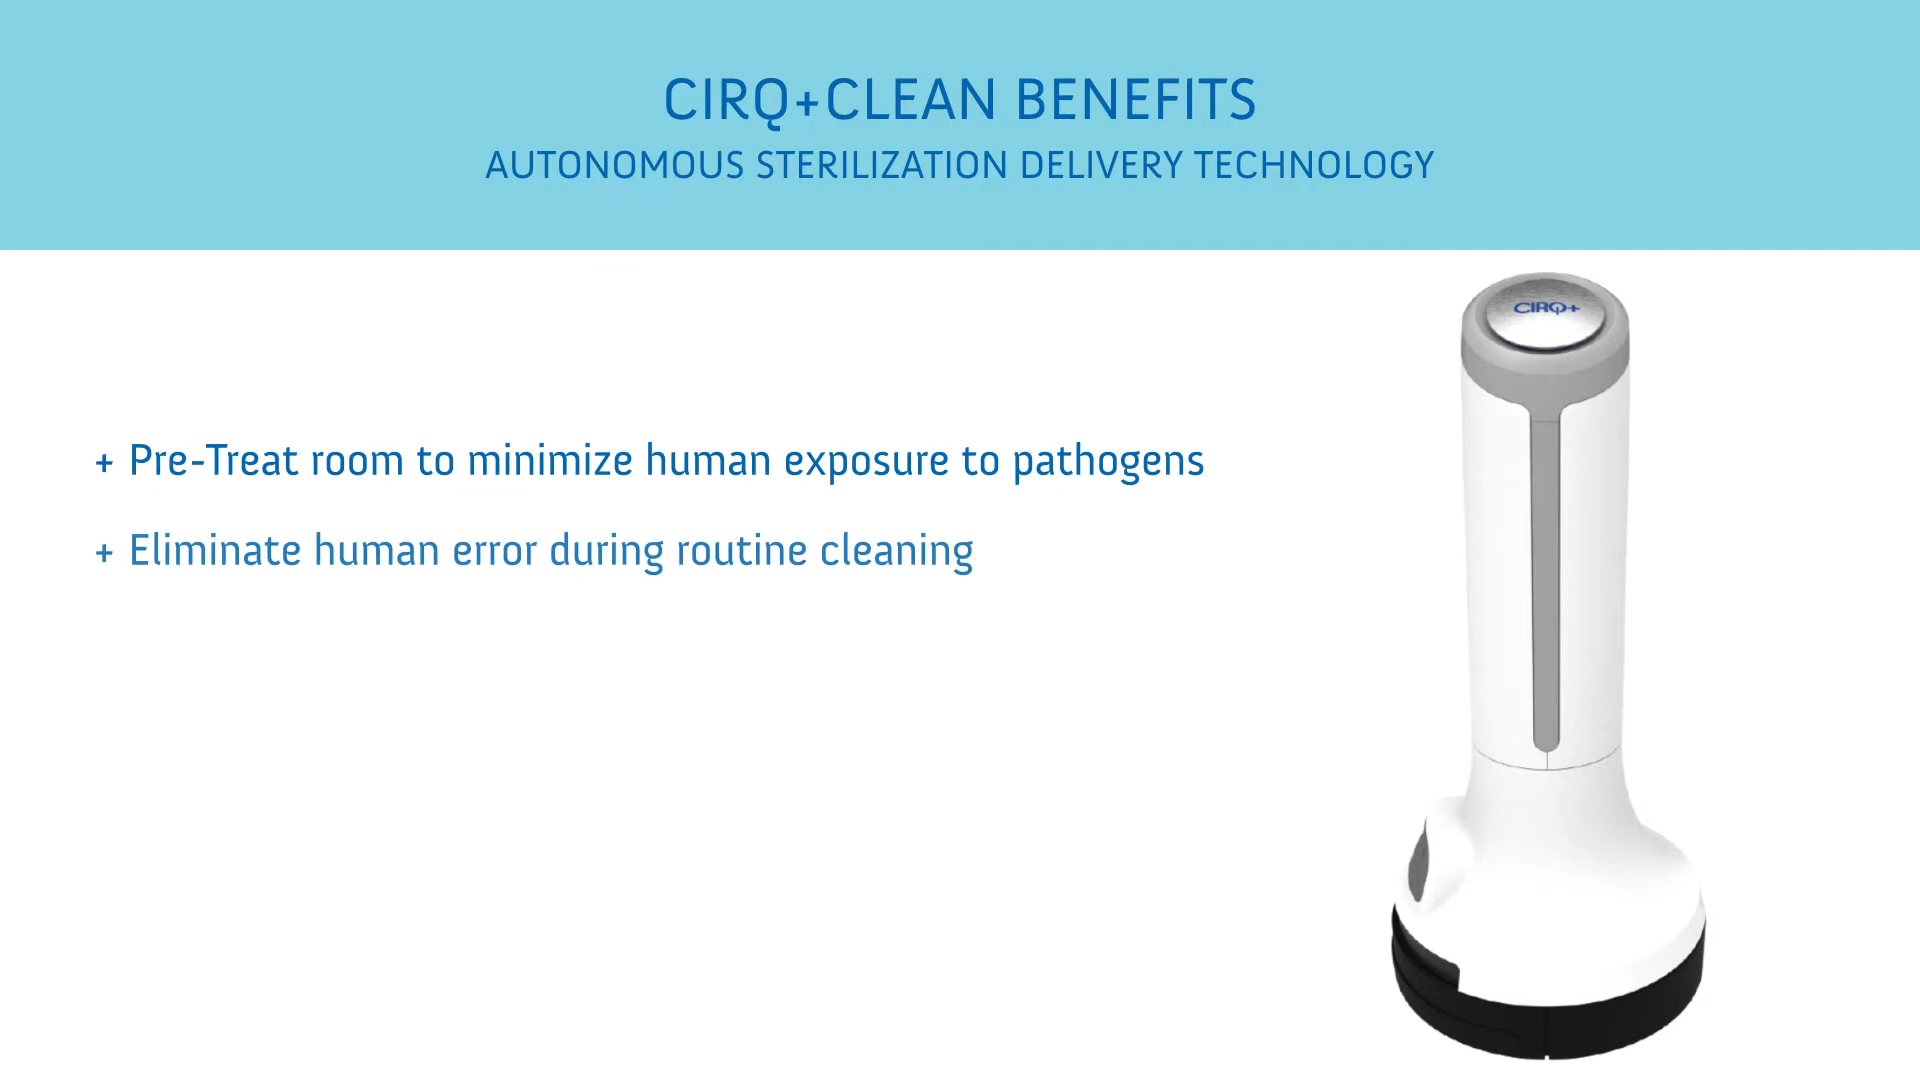 CIRQ+CLEAN BENEFITS
AUTONOMOUS STERILIZATION DELIVERY TECHNOLOGY
CIRQ+
+ Pre-Treat room to minimize human exposure to pathogens
+ Eliminate human error during routine cleaning